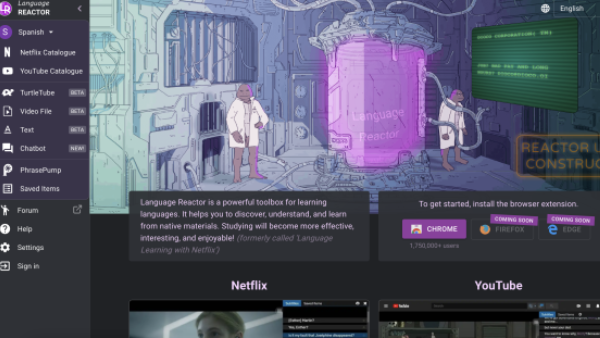 Language
REACTOR
English
Spanish
Netflix Catalogue
YouTube Catalogue
TurtleTube BETA
Video File BETA
Text BETA
Chatbot NEW!
PhrasePump
Saved Items
Forum
Help
Settings
Sign in
Language
Reactor
REACTOR U
CONSTRUC
Language Reactor is a powerful toolbox for learning
languages. It helps you to discover, understand, and learn
from native materials. Studying will become more effective,
interesting, and enjoyable! (formerly called 'Language
Learning with Netflix')
To get started, install the browser extension.
COMING SOON COMING SOON
CHROME FIREFOX EDGE
1,750,000+ users
Netflix
YouTube